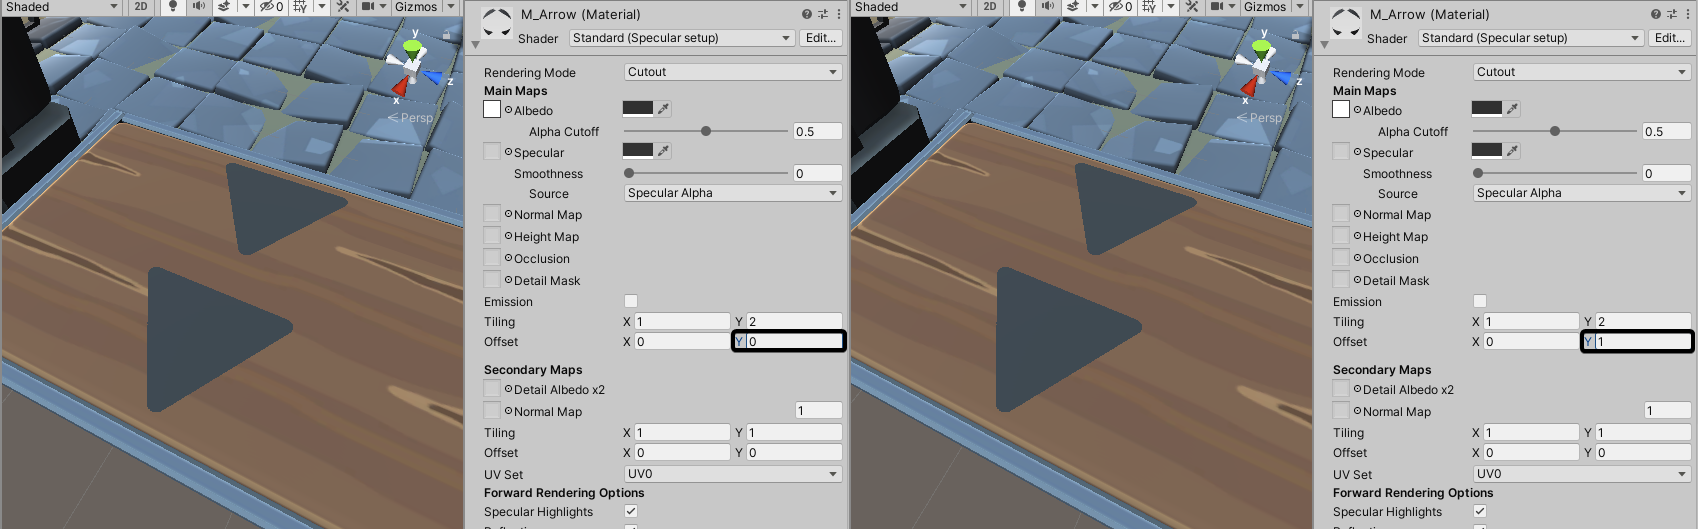 Shaded 2D 0 Gizmos
y
z
x
Persp
M_Arrow (Material)
Shader Standard (Specular setup) Edit...
Rendering Mode Cutout
Main Maps
Albedo
Alpha Cutoff 0.5
Specular
Smoothness 0
Source Specular Alpha
Normal Map
Height Map
Occlusion
Detail Mask
Emission
Tiling X 1 Y 2
Offset X 0 Y 0
Secondary Maps
Detail Albedo x2
Normal Map 1
Tiling X 1 Y 1
Offset X 0 Y 0
UV Set UV0
Forward Rendering Options
Specular Highlights
Shaded 2D 0 Gizmos
y
z
x
Persp
M_Arrow (Material)
Shader Standard (Specular setup) Edit...
Rendering Mode Cutout
Main Maps
Albedo
Alpha Cutoff 0.5
Specular
Smoothness 0
Source Specular Alpha
Normal Map
Height Map
Occlusion
Detail Mask
Emission
Tiling X 1 Y 2
Offset X 0 Y 1
Secondary Maps
Detail Albedo x2
Normal Map 1
Tiling X 1 Y 1
Offset X 0 Y 0
UV Set UV0
Forward Rendering Options
Specular Highlights